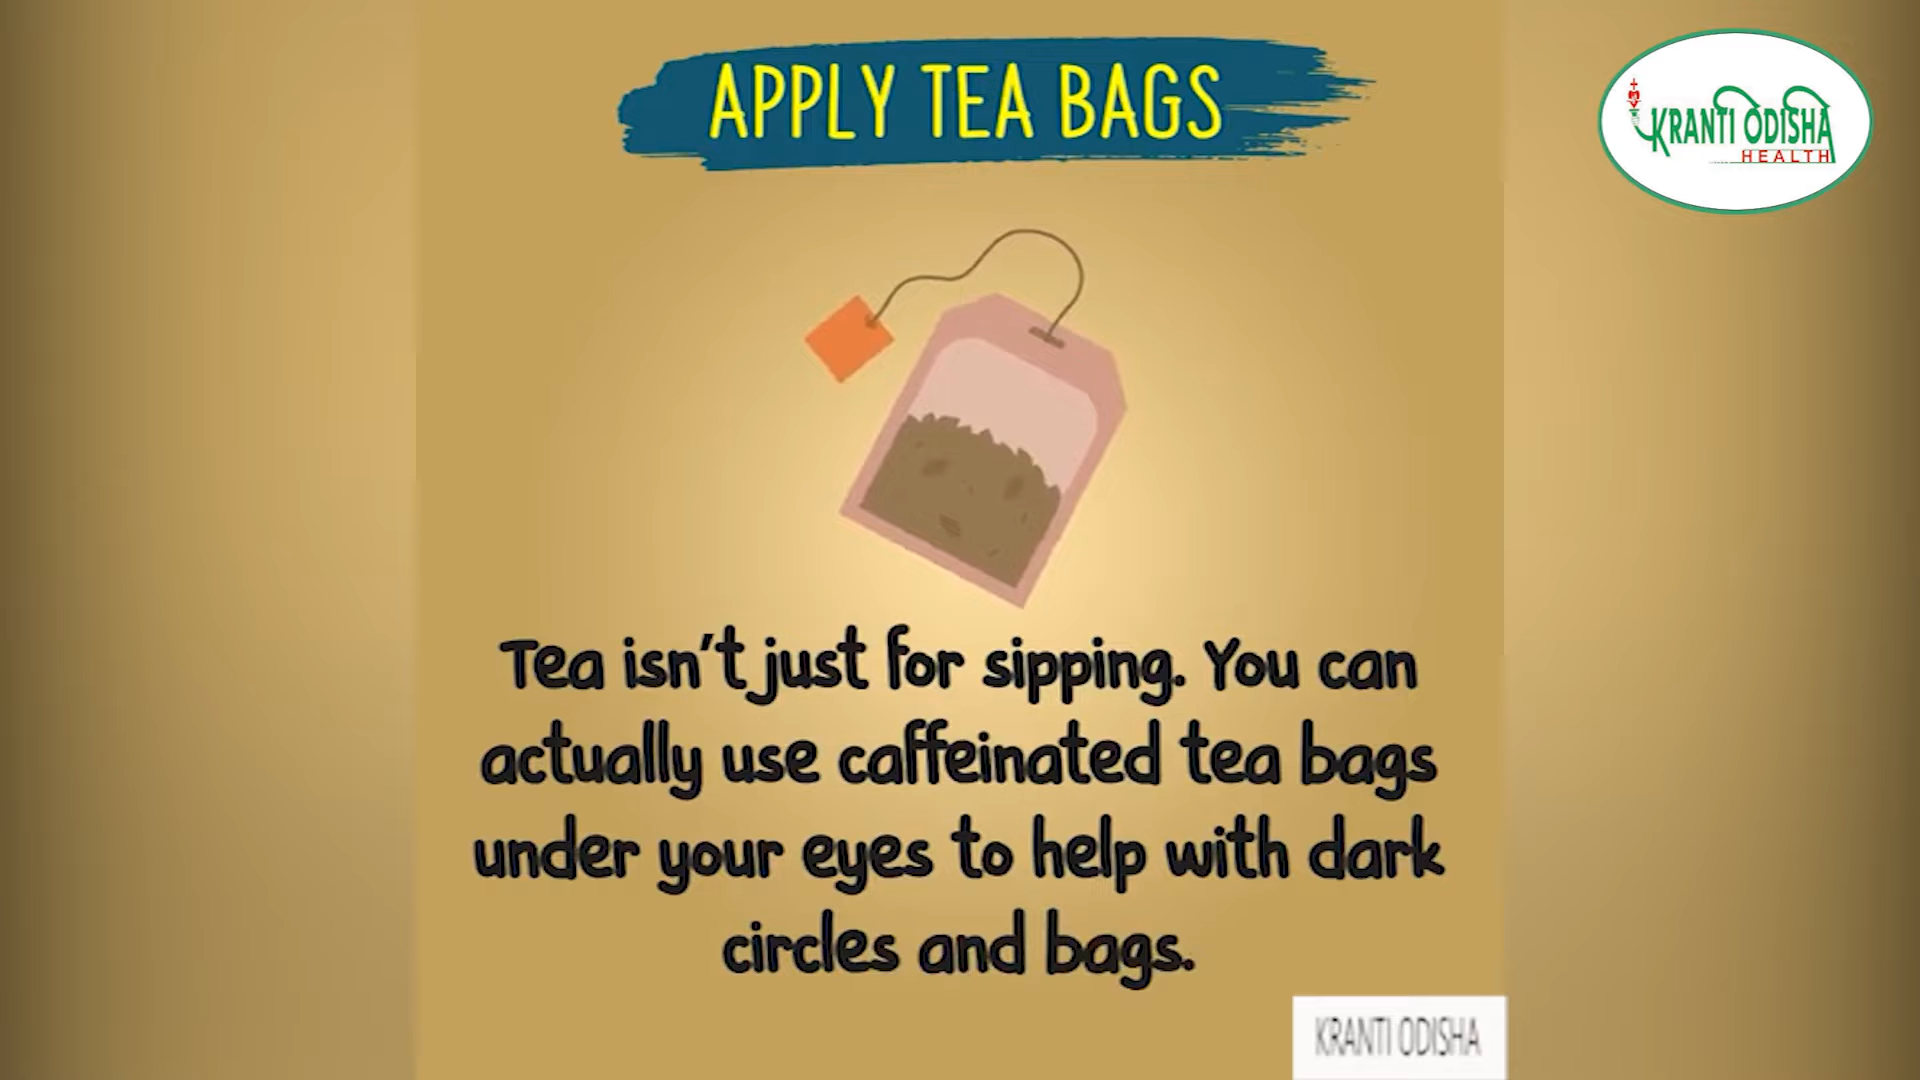 APPLY TEA BAGS
KRANTI ODISHA
HEALTH
Tea isn't just for sipping. You can
actually use caffeinated tea bags
under your eyes to help with dark
circles and bags.
KRANTI ODISHA